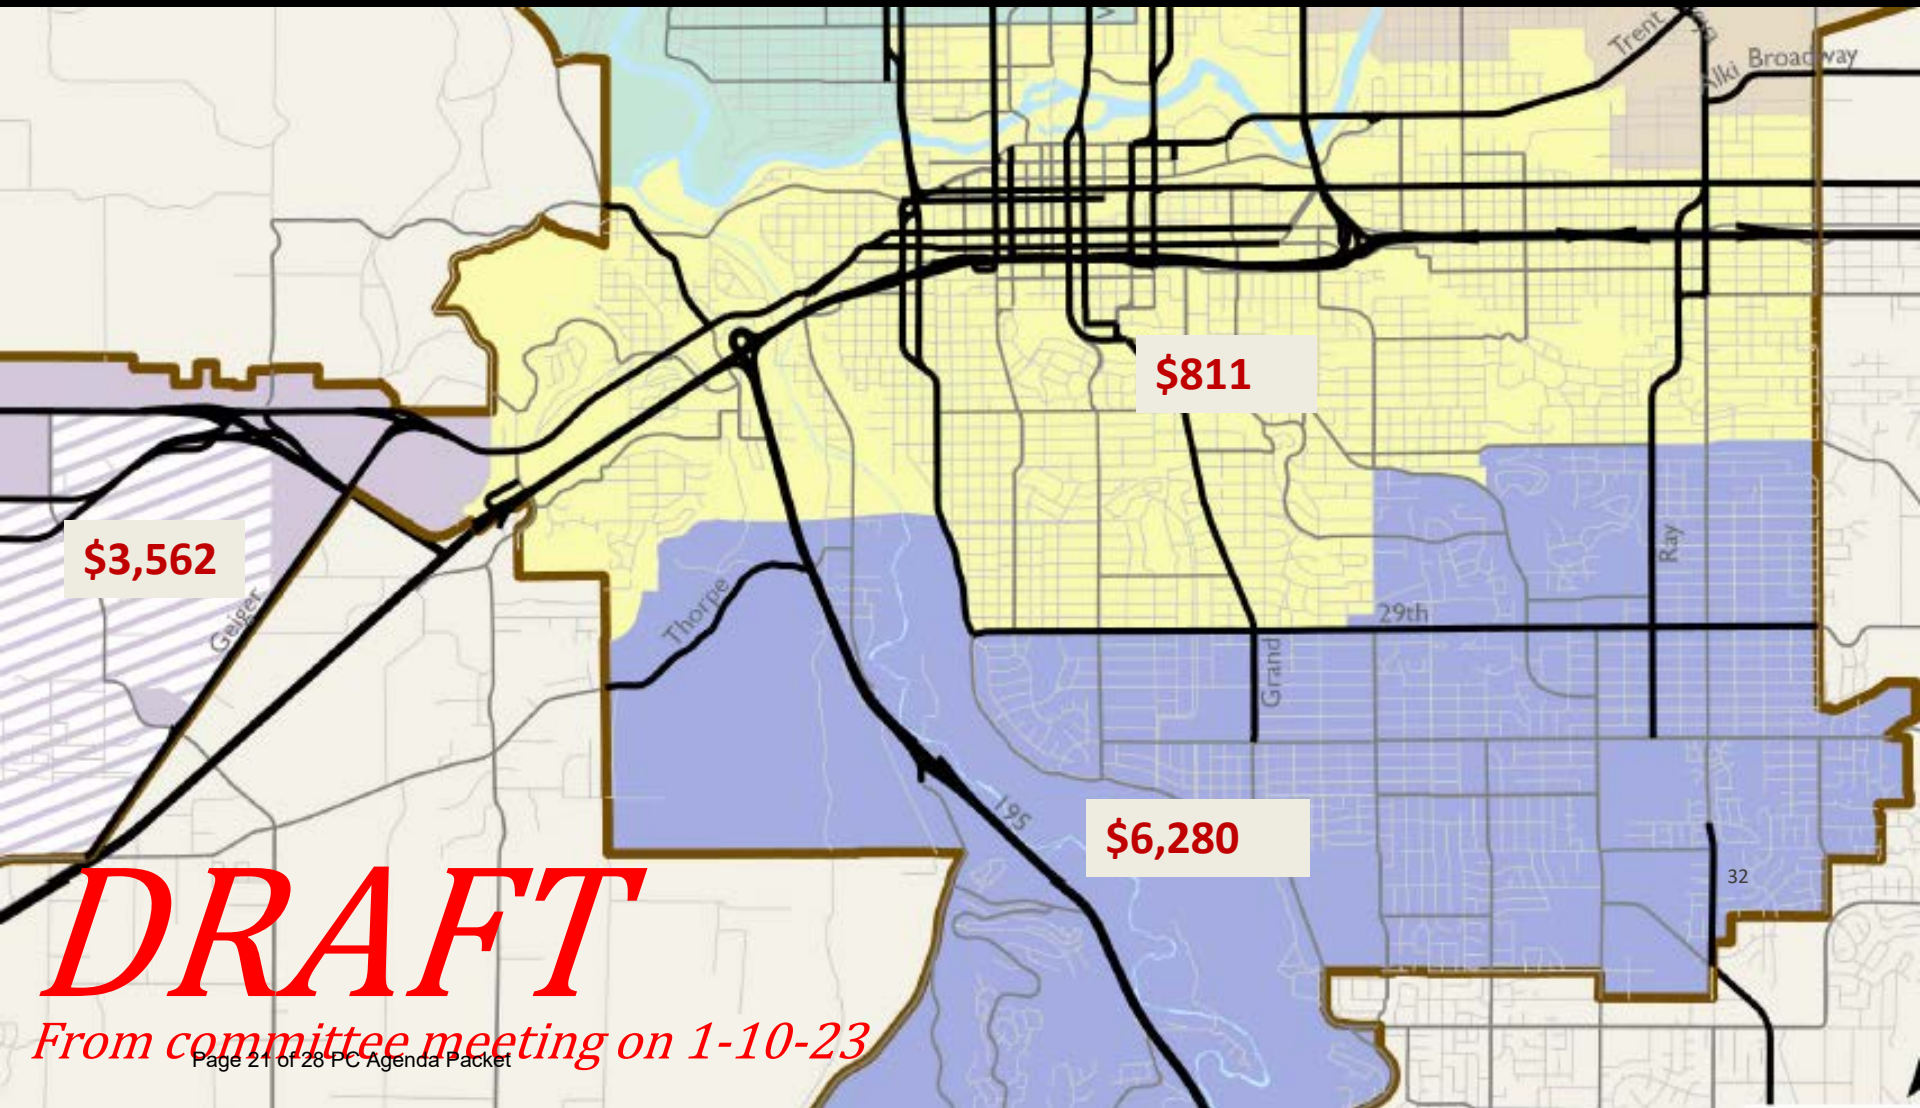 Trent
Alki
Broadway
$811
$3,562
Ray
Geiger
Thorpe
29th
Grand
195
$6,280
32
DRAFT
From committee meeting on 1-10-23
Page 21 of 28 PC Agenda Packet